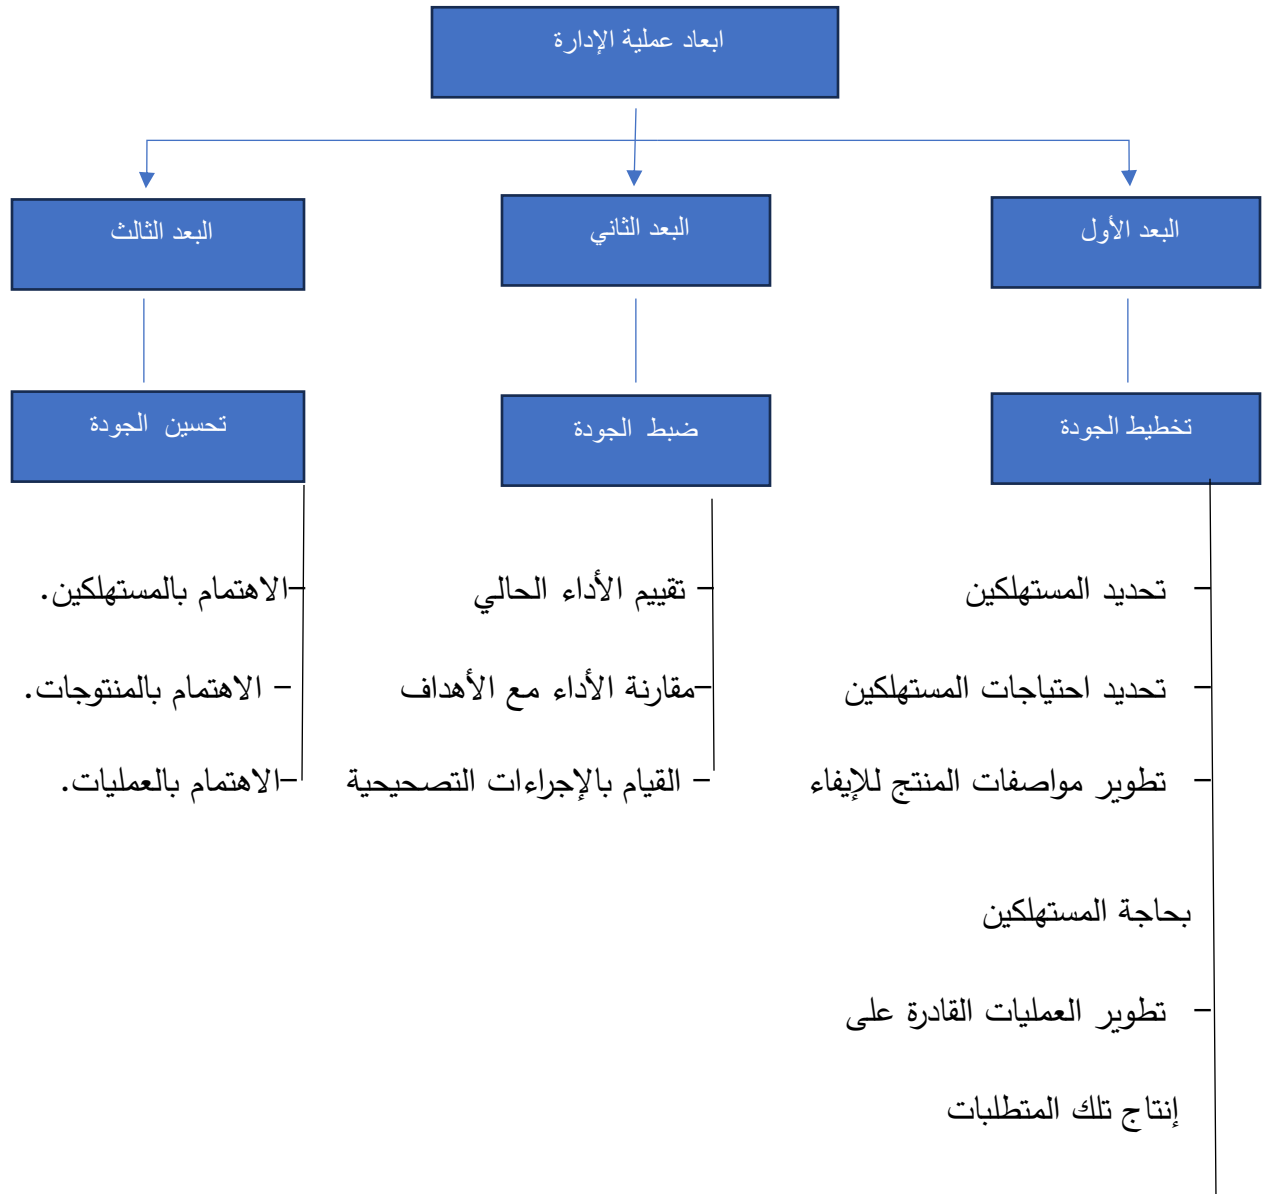 ابعاد عملية الإدارة
البعد الأول
البعد الثاني
البعد الثالث
تخطيط الجودة
ضبط الجودة
تحسين الجودة
- تحديد المستهلكين
- تحديد احتياجات المستهلكين
- تطوير مواصفات المنتج للإيفاء
بحاجة المستهلكين
- تطوير العمليات القادرة على
إنتاج تلك المتطلبات
- تقييم الأداء الحالي
-مقارنة الأداء مع الأهداف
- القيام بالإجراءات التصحيحية
-الاهتمام بالمستهلكين.
- الاهتمام بالمنتوجات.
-الاهتمام بالعمليات.